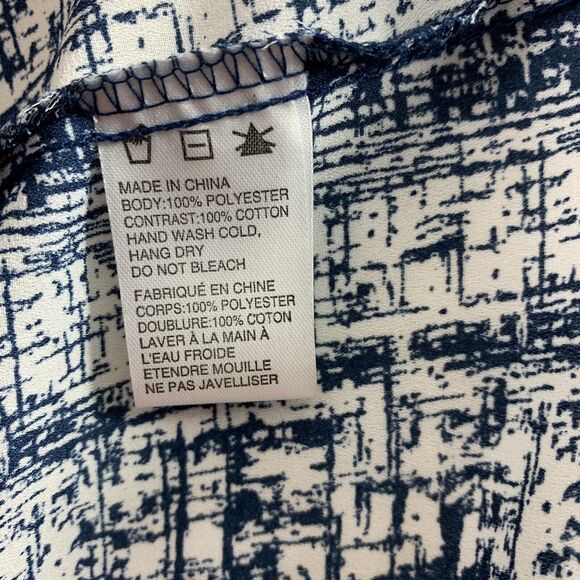 MADE IN CHINA
BODY:100% POLYESTER
CONTRAST:100% COTTON
HAND WASH COLD,
HANG DRY
DO NOT BLEACH
FABRIQUÉ EN CHINE
CORPS:100% POLYESTER
DOUBLURE:100% COTON
LAVER À LA MAIN À
L'EAU FROIDE
ETENDRE MOUILLE
NE PAS JAVELLISER